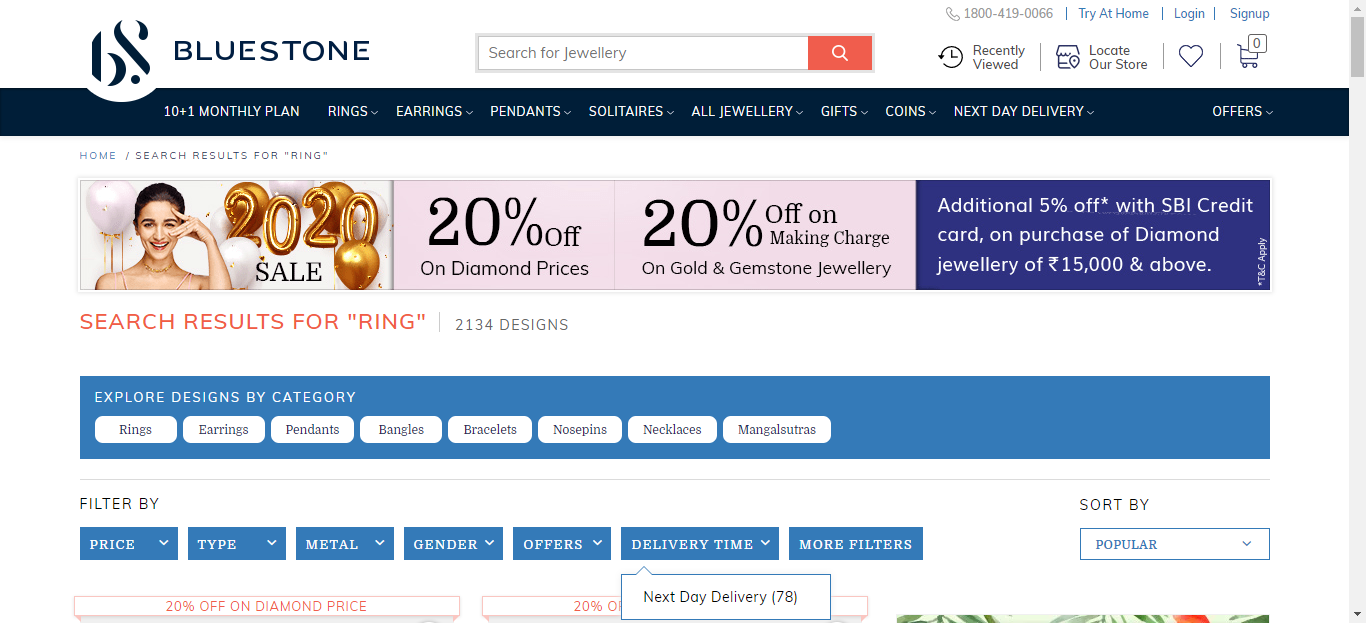 1800-419-0066 Try At Home Login Signup
BLUESTONE
Search for Jewellery
Recently Viewed
Locate Our Store
0
10+1 MONTHLY PLAN RINGS EARRINGS PENDANTS SOLITAIRES ALL JEWELLERY GIFTS COINS NEXT DAY DELIVERY OFFERS
HOME / SEARCH RESULTS FOR "RING"
2020
SALE
20% Off
On Diamond Prices
20% Off on
Making Charge
On Gold & Gemstone Jewellery
Additional 5% off* with SBI Credit
card, on purchase of Diamond
jewellery of ₹15,000 & above.
*T&C Apply
SEARCH RESULTS FOR "RING" 2134 DESIGNS
EXPLORE DESIGNS BY CATEGORY
Rings Earrings Pendants Bangles Bracelets Nosepins Necklaces Mangalsutras
FILTER BY
SORT BY
PRICE TYPE METAL GENDER OFFERS DELIVERY TIME MORE FILTERS
POPULAR
Next Day Delivery (78)
20% OFF ON DIAMOND PRICE
20% O